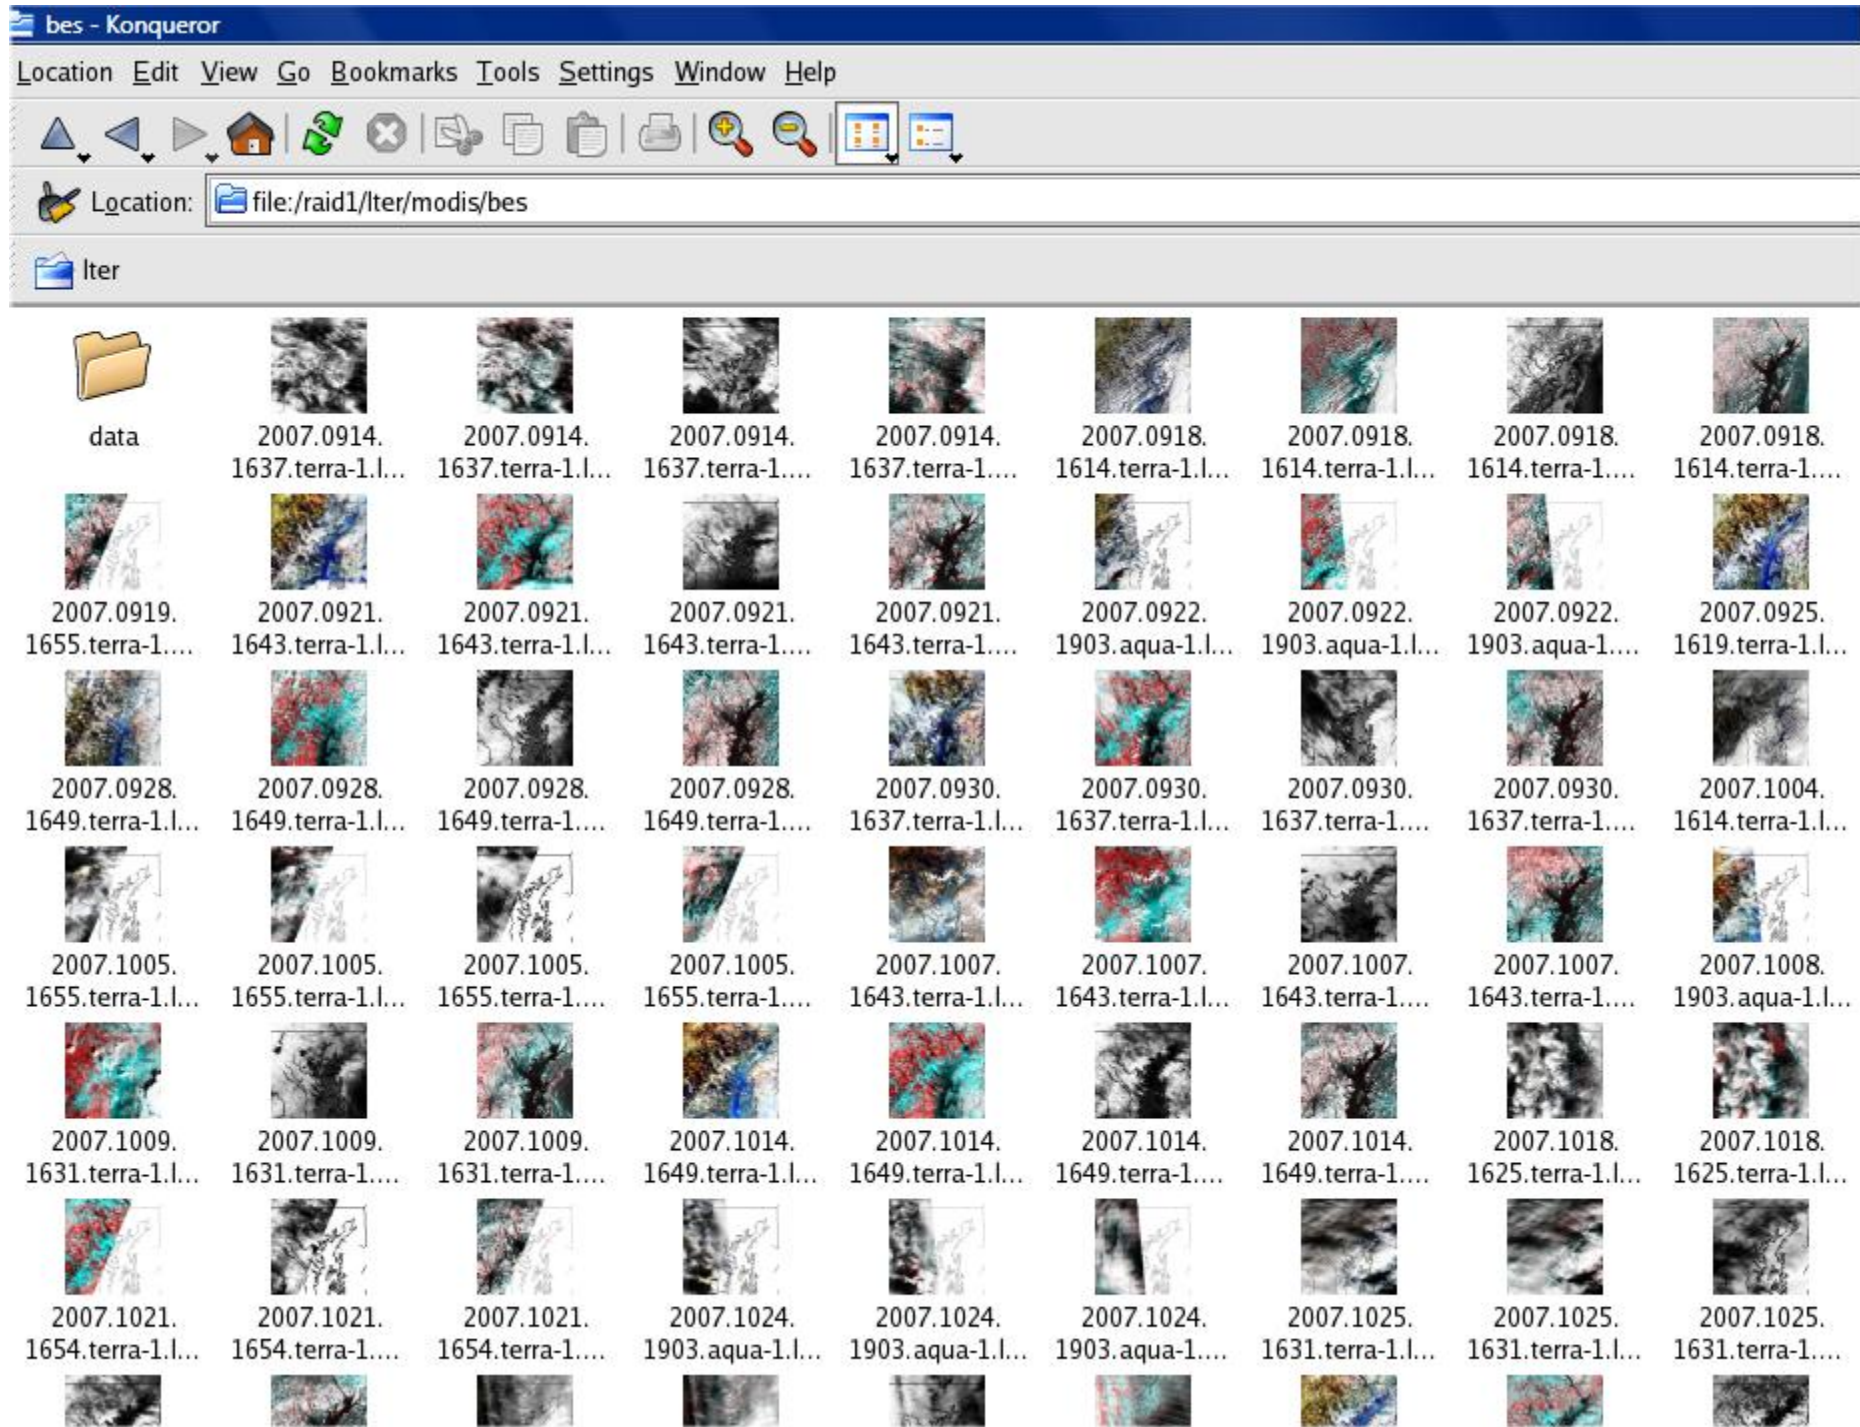 bes - Konqueror
Location Edit View Go Bookmarks Tools Settings Window Help
Location: file:/raid1/lter/modis/bes
lter
data 2007.0914. 2007.0914. 2007.0914. 2007.0914. 2007.0918. 2007.0918. 2007.0918. 2007.0918.
1637.terra-1.l... 1637.terra-1.l... 1637.terra-1.... 1637.terra-1.... 1614.terra-1.l... 1614.terra-1.l... 1614.terra-1.... 1614.terra-1....
2007.0919. 2007.0921. 2007.0921. 2007.0921. 2007.0921. 2007.0922. 2007.0922. 2007.0922. 2007.0925.
1655.terra-1.... 1643.terra-1.l... 1643.terra-1.l... 1643.terra-1.... 1643.terra-1.... 1903.aqua-1.l... 1903.aqua-1.l... 1903.aqua-1.... 1619.terra-1.l...
2007.0928. 2007.0928. 2007.0928. 2007.0928. 2007.0930. 2007.0930. 2007.0930. 2007.0930. 2007.1004.
1649.terra-1.l... 1649.terra-1.l... 1649.terra-1.... 1649.terra-1.... 1637.terra-1.l... 1637.terra-1.l... 1637.terra-1.... 1637.terra-1.... 1614.terra-1.l...
2007.1005. 2007.1005. 2007.1005. 2007.1005. 2007.1007. 2007.1007. 2007.1007. 2007.1007. 2007.1008.
1655.terra-1.l... 1655.terra-1.l... 1655.terra-1.... 1655.terra-1.... 1643.terra-1.l... 1643.terra-1.l... 1643.terra-1.... 1643.terra-1.... 1903.aqua-1.l...
2007.1009. 2007.1009. 2007.1009. 2007.1014. 2007.1014. 2007.1014. 2007.1014. 2007.1018. 2007.1018.
1631.terra-1.l... 1631.terra-1.... 1631.terra-1.... 1649.terra-1.l... 1649.terra-1.l... 1649.terra-1.... 1649.terra-1.... 1625.terra-1.l... 1625.terra-1.l...
2007.1021. 2007.1021. 2007.1021. 2007.1024. 2007.1024. 2007.1024. 2007.1025. 2007.1025. 2007.1025.
1654.terra-1.l... 1654.terra-1.... 1654.terra-1.... 1903.aqua-1.l... 1903.aqua-1.l... 1903.aqua-1.... 1631.terra-1.l... 1631.terra-1.l... 1631.terra-1....